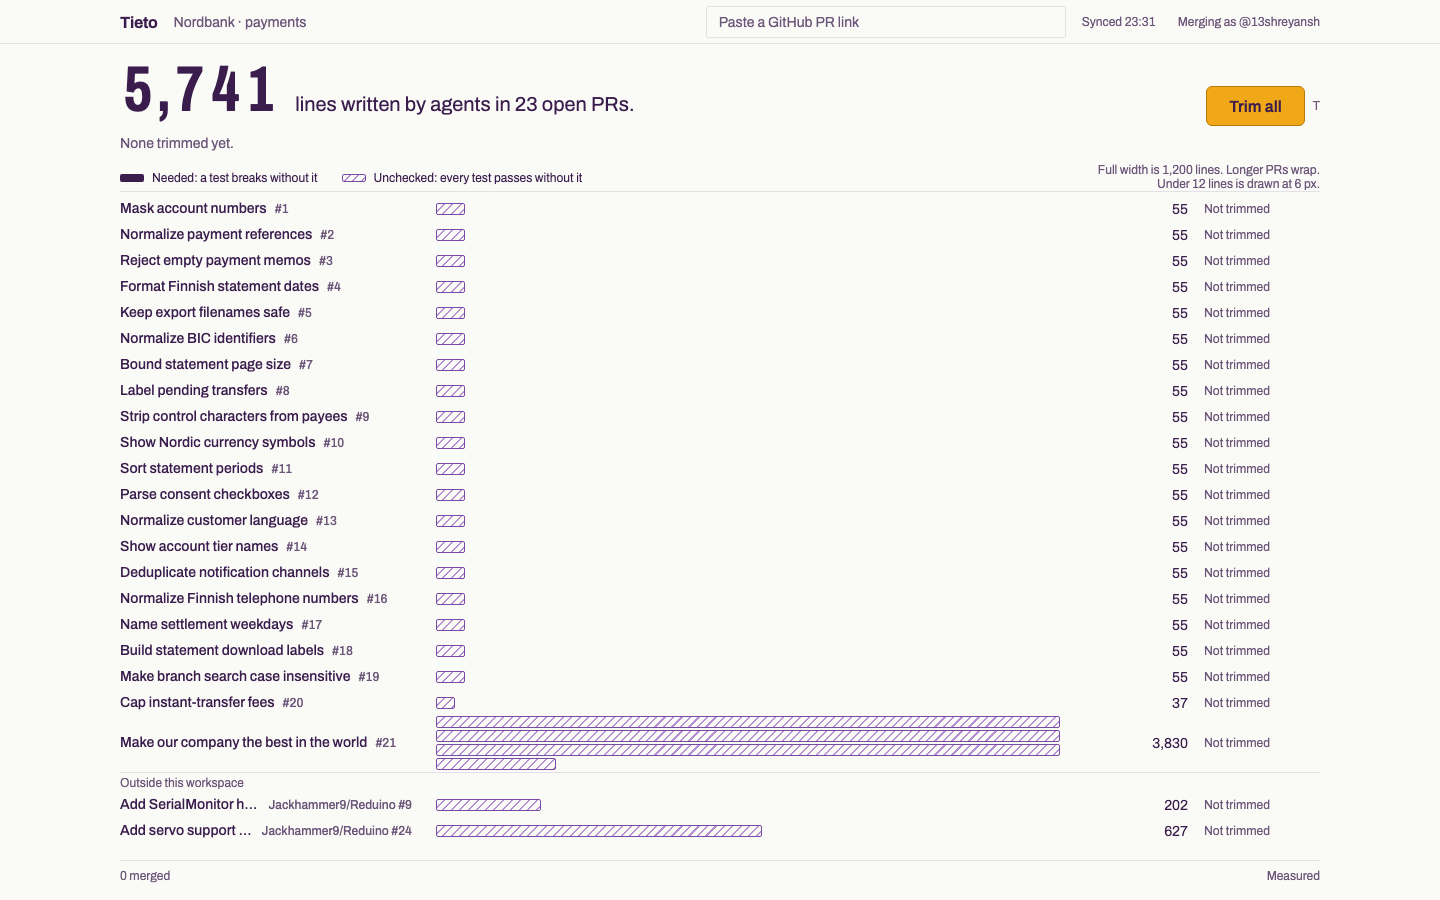 Tieto Nordbank · payments Paste a GitHub PR link Synced 23:31 Merging as @13shreyansh
5,741 lines written by agents in 23 open PRs. Trim all T
None trimmed yet.
Needed: a test breaks without it Unchecked: every test passes without it Full width is 1,200 lines. Longer PRs wrap.
Under 12 lines is drawn at 6 px.
Mask account numbers #1 55 Not trimmed
Normalize payment references #2 55 Not trimmed
Reject empty payment memos #3 55 Not trimmed
Format Finnish statement dates #4 55 Not trimmed
Keep export filenames safe #5 55 Not trimmed
Normalize BIC identifiers #6 55 Not trimmed
Bound statement page size #7 55 Not trimmed
Label pending transfers #8 55 Not trimmed
Strip control characters from payees #9 55 Not trimmed
Show Nordic currency symbols #10 55 Not trimmed
Sort statement periods #11 55 Not trimmed
Parse consent checkboxes #12 55 Not trimmed
Normalize customer language #13 55 Not trimmed
Show account tier names #14 55 Not trimmed
Deduplicate notification channels #15 55 Not trimmed
Normalize Finnish telephone numbers #16 55 Not trimmed
Name settlement weekdays #17 55 Not trimmed
Build statement download labels #18 55 Not trimmed
Make branch search case insensitive #19 55 Not trimmed
Cap instant-transfer fees #20 37 Not trimmed
Make our company the best in the world #21 3,830 Not trimmed
Outside this workspace
Add SerialMonitor h… Jackhammer9/Reduino #9 202 Not trimmed
Add servo support … Jackhammer9/Reduino #24 627 Not trimmed
0 merged Measured